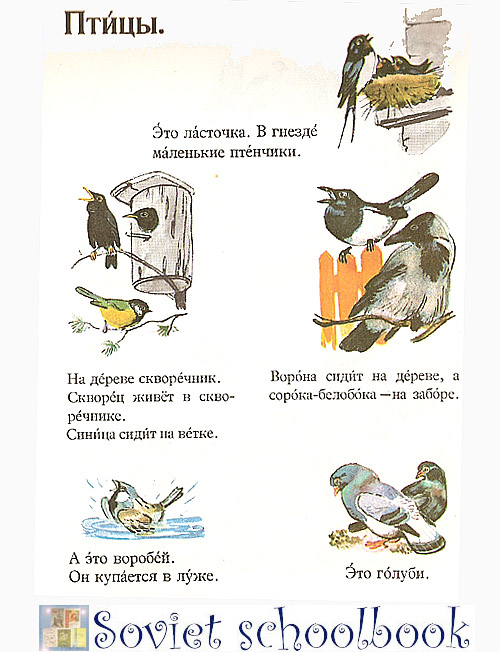 Пти́цы.
Э́то ла́сточка. В гнезде́
ма́ленькие птéнчики.
На де́реве скворе́чник.
Скворе́ц живёт в скво-
ре́чнике.
Сини́ца сиди́т на ве́тке.
Воро́на сиди́т на де́реве, а
соро́ка-белобо́ка — на забо́ре.
А э́то воробе́й.
Он купа́ется в лу́же.
Э́то го́луби.
Soviet schoolbook